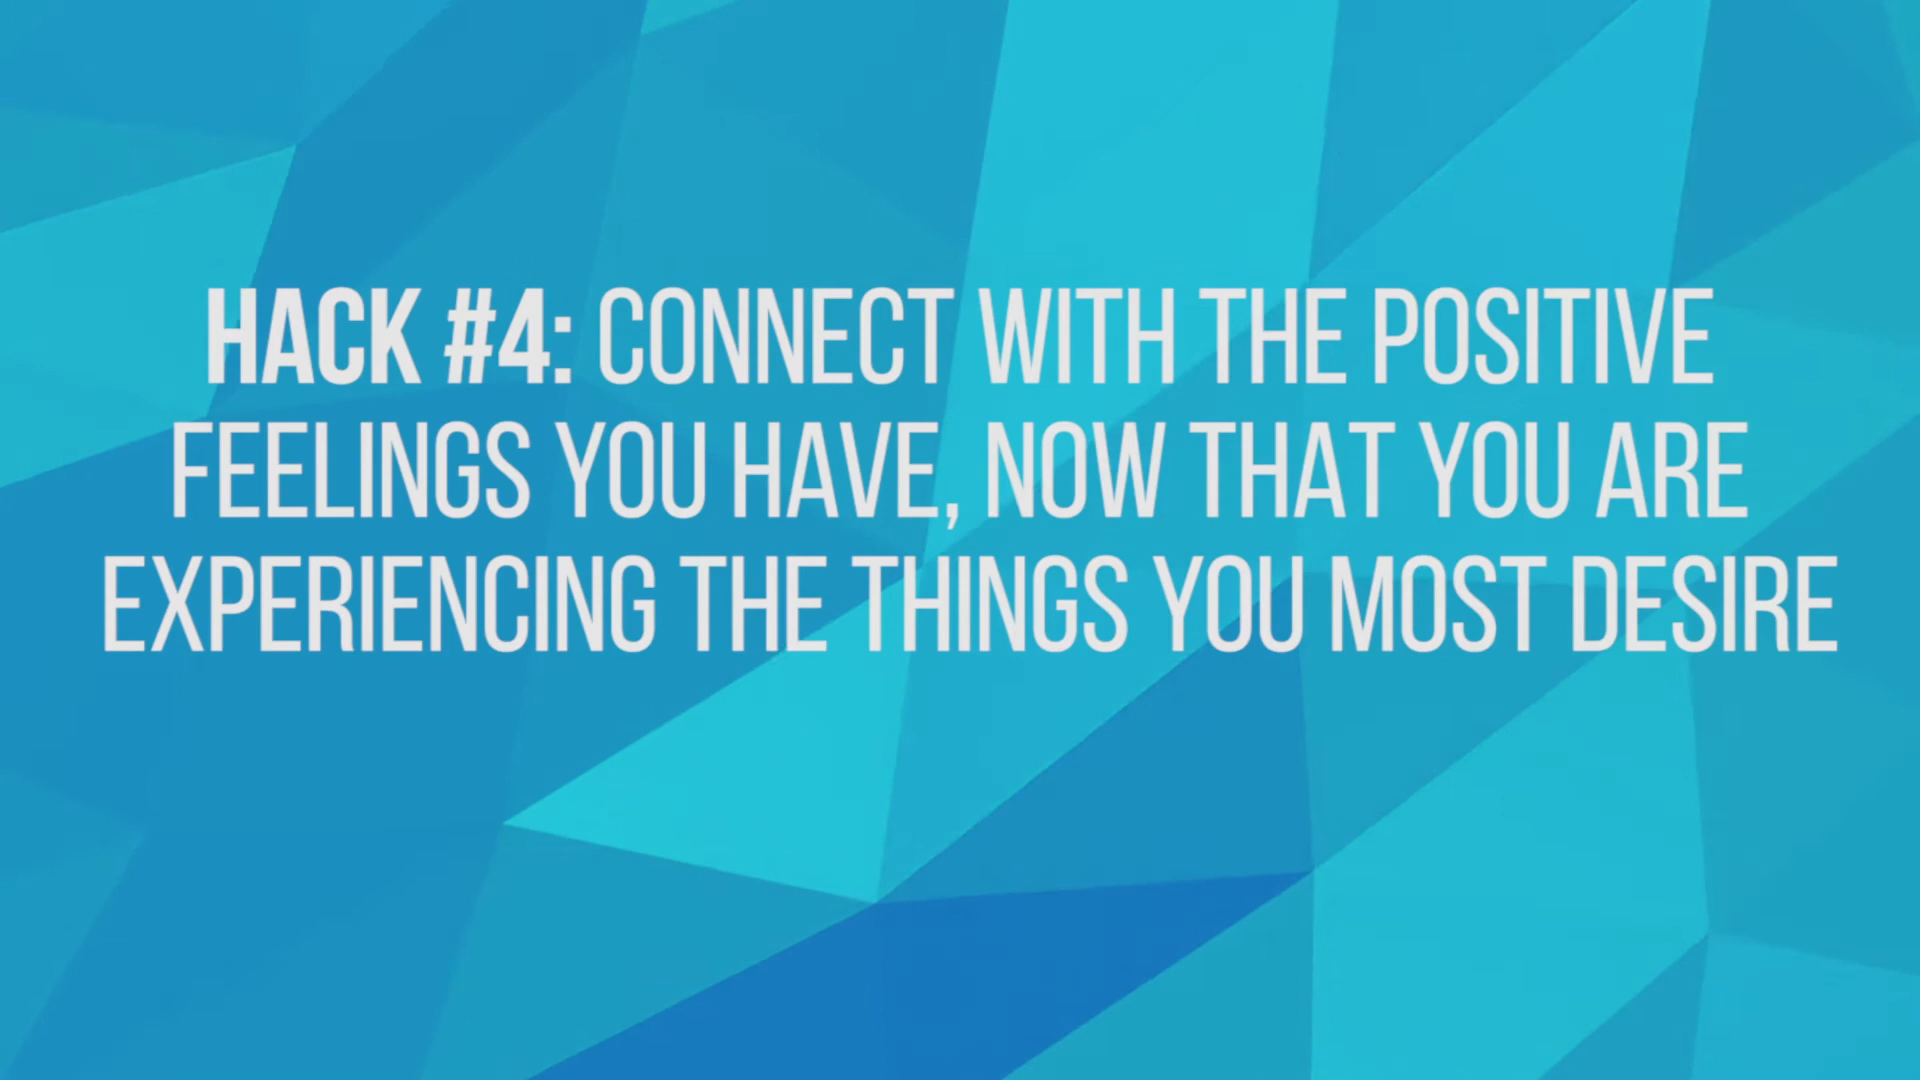 HACK #4: CONNECT WITH THE POSITIVE
FEELINGS YOU HAVE, NOW THAT YOU ARE
EXPERIENCING THE THINGS YOU MOST DESIRE